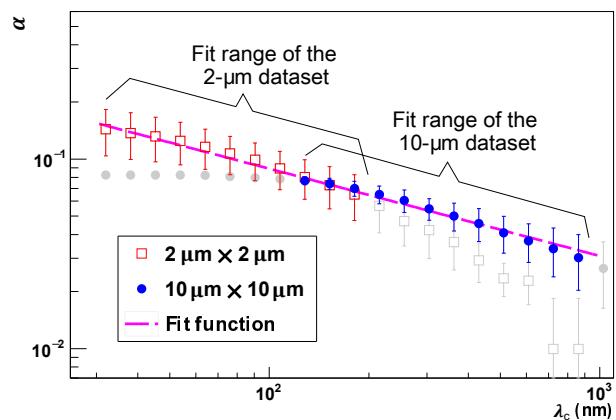 α
Fit range of the
2-μm dataset
Fit range of the
10-μm dataset
10⁻¹
2 μm × 2 μm
10 μm × 10 μm
Fit function
10⁻²
10²
10³
λc (nm)